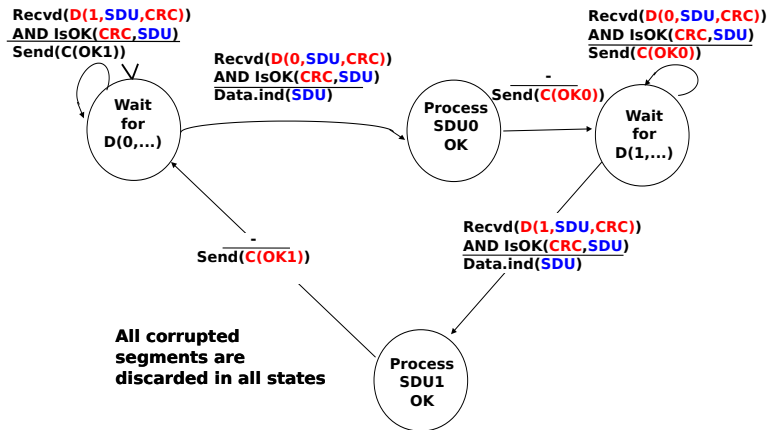 Recvd(D(1,SDU,CRC))
AND IsOK(CRC,SDU)
Send(C(OK1))
Wait
for
D(0,...)
Recvd(D(0,SDU,CRC))
AND IsOK(CRC,SDU)
Data.ind(SDU)
Process
SDU0
OK
-
Send(C(OK0))
Recvd(D(0,SDU,CRC))
AND IsOK(CRC,SDU)
Send(C(OK0))
Wait
for
D(1,...)
Recvd(D(1,SDU,CRC))
AND IsOK(CRC,SDU)
Data.ind(SDU)
-
Send(C(OK1))
Process
SDU1
OK
All corrupted
segments are
discarded in all states